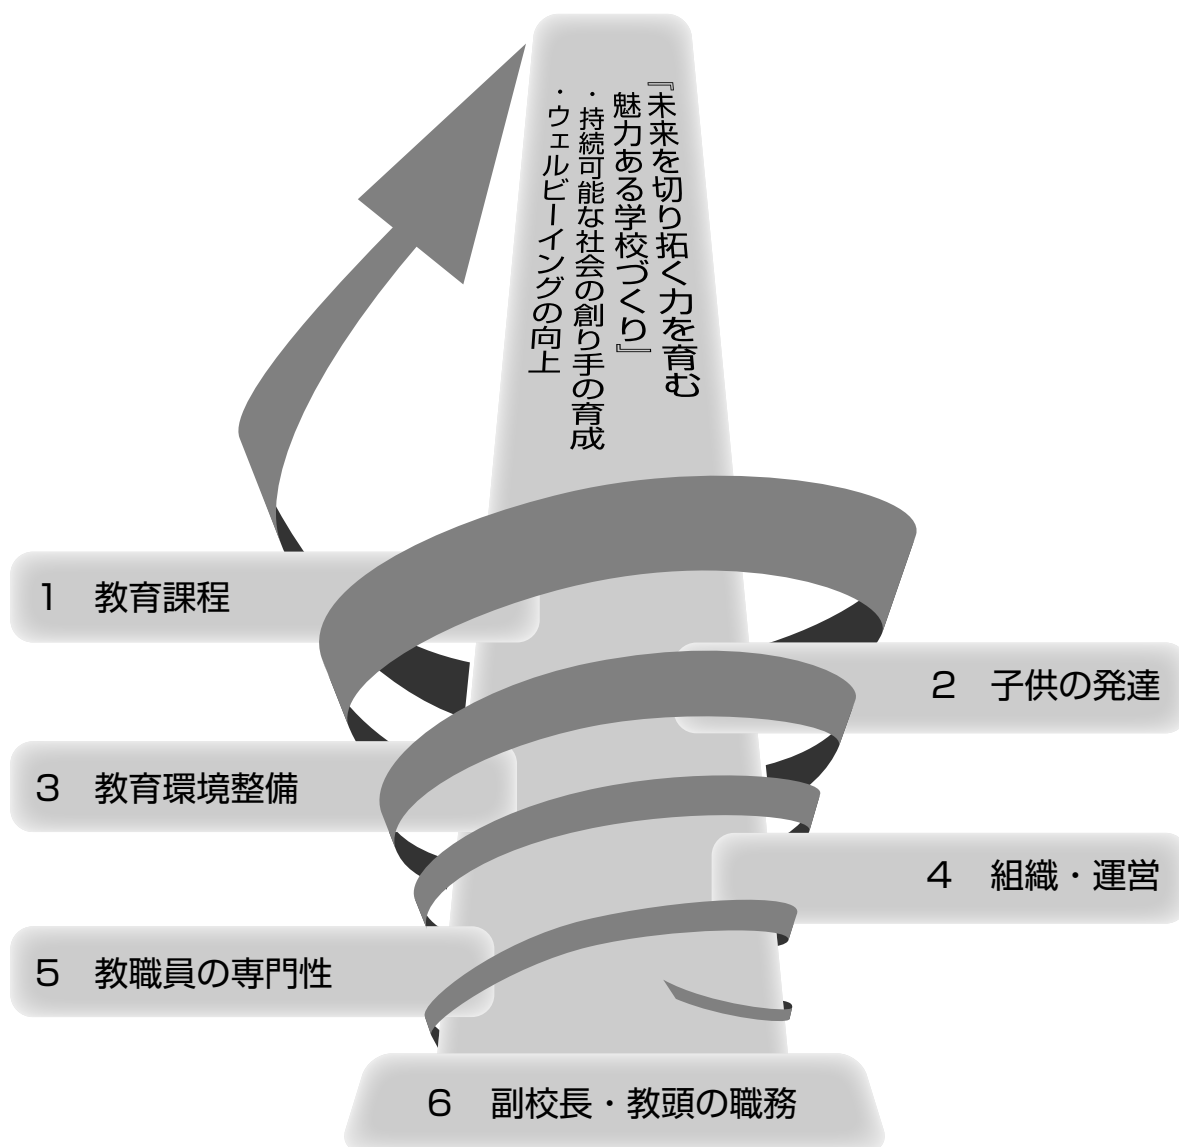 『未来を切り拓く力を育む
魅力ある学校づくり』
・持続可能な社会の創り手の育成
・ウェルビーイングの向上
1　教育課程
2　子供の発達
3　教育環境整備
4　組織・運営
5　教職員の専門性
6　副校長・教頭の職務